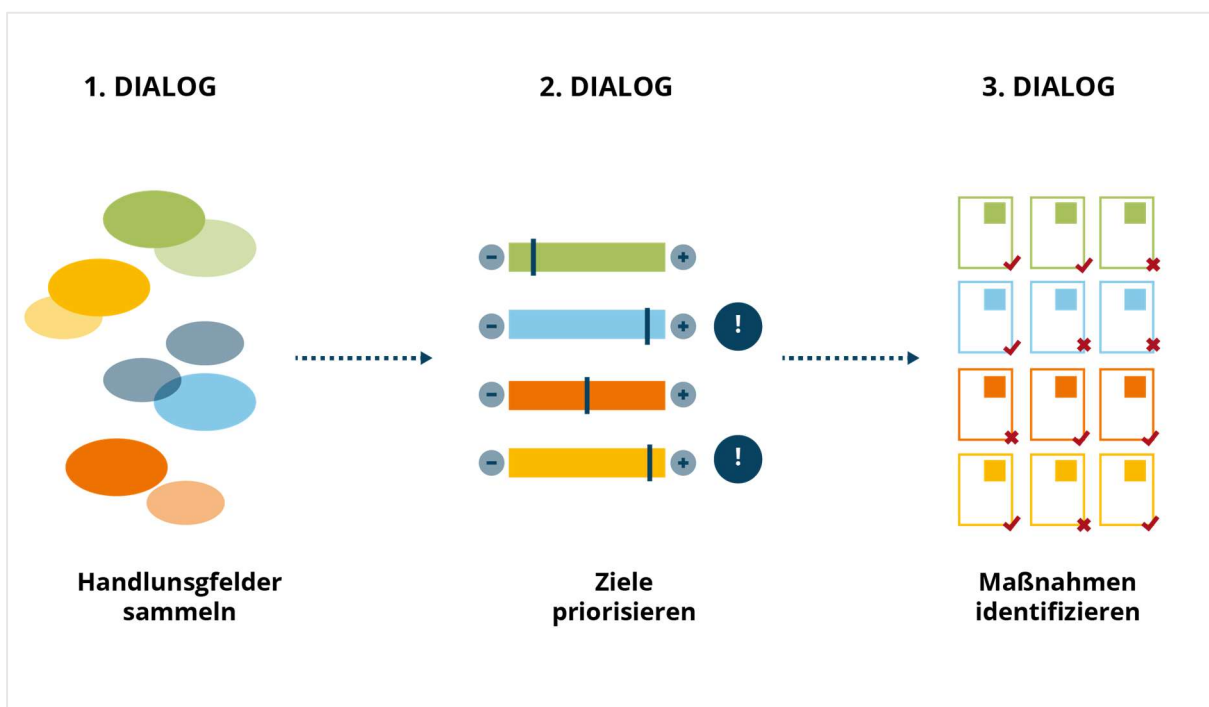 1. DIALOG
2. DIALOG
3. DIALOG
!
!
Handlunsgfelder
sammeln
Ziele
priorisieren
Maßnahmen
identifizieren